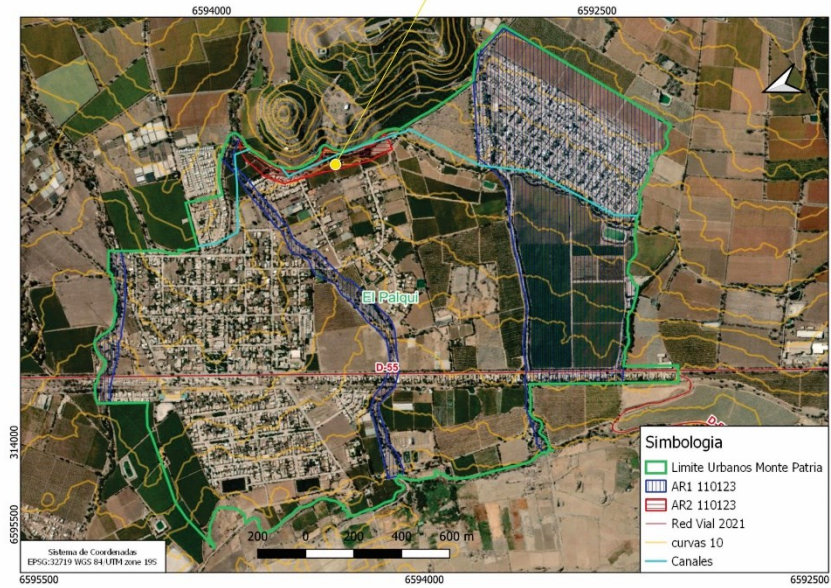 6594000
6592500
El Palqui
D-55
314000
6595500
Simbologia
Limite Urbanos Monte Patria
AR1 110123
AR2 110123
Red Vial 2021
curvas 10
Canales
200 0 200 400 600 m
Sistema de Coordenadas
EPSG:32719 WGS 84/UTM zone 19S
6595500
6594000